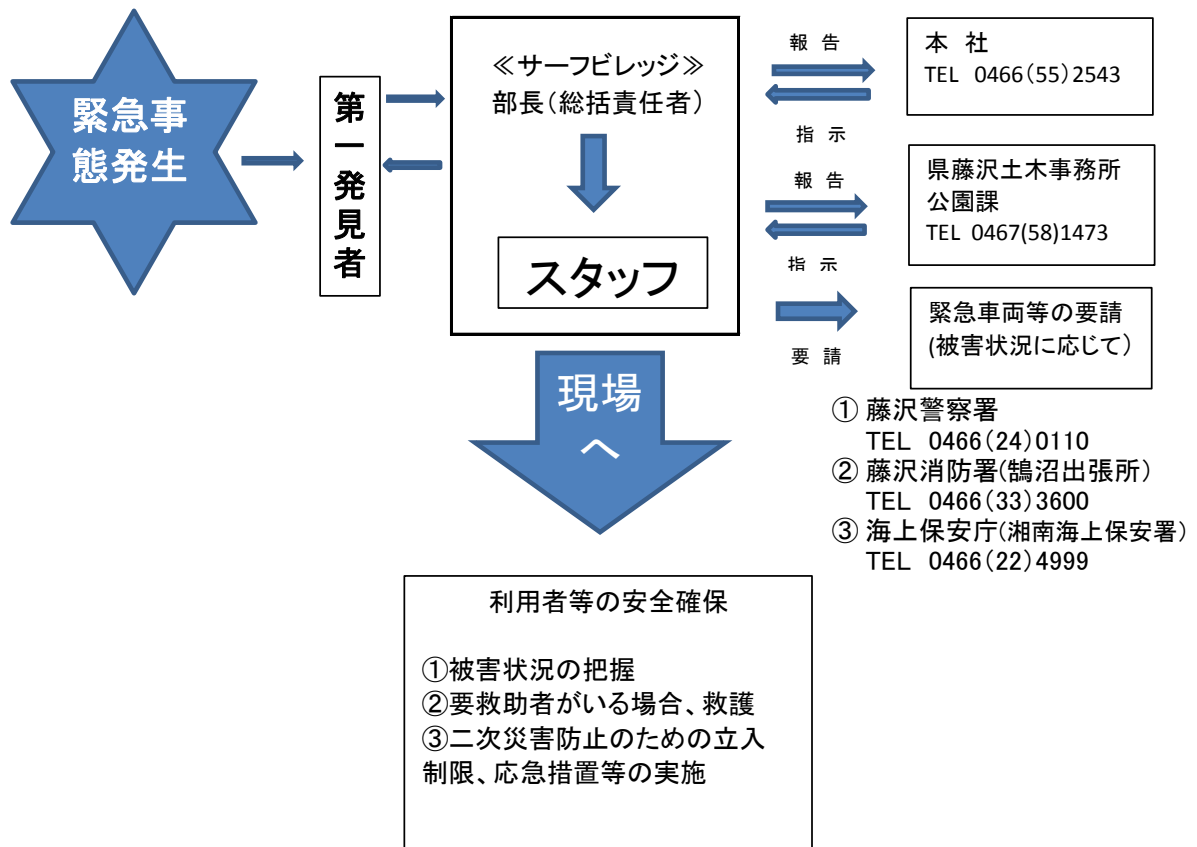 緊急事
態発生
第一発見者
≪サーフビレッジ≫
部長(総括責任者)
スタッフ
現場
へ
報 告
指 示
本 社
TEL 0466(55)2543
報 告
指 示
県藤沢土木事務所
公園課
TEL 0467(58)1473
要 請
緊急車両等の要請
(被害状況に応じて)
① 藤沢警察署
TEL 0466(24)0110
② 藤沢消防署(鵠沼出張所)
TEL 0466(33)3600
③ 海上保安庁(湘南海上保安署)
TEL 0466(22)4999
利用者等の安全確保
①被害状況の把握
②要救助者がいる場合、救護
③二次災害防止のための立入
制限、応急措置等の実施